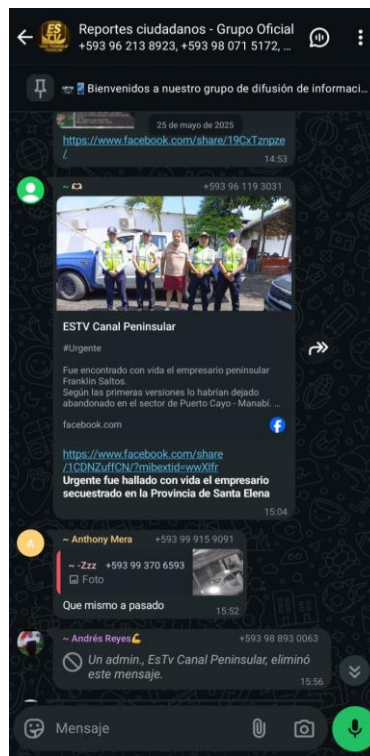 ESTV
Reportes ciudadanos - Grupo Oficial
+593 96 213 8923, +593 98 071 5172, ...
Bienvenidos a nuestro grupo de difusión de informaci...
25 de mayo de 2025
https://www.facebook.com/share/19CxTznpze
/
14:53
~
+593 96 119 3031
ESTV Canal Peninsular
#Urgente
Fue encontrado con vida el empresario peninsular
Franklin Saltos.
Según las primeras versiones lo habrían dejado
abandonado en el sector de Puerto Cayo - Manabí. ...
facebook.com
https://www.facebook.com/share
/1CDNZuffCN/?mibextid=wwXIfr
Urgente fue hallado con vida el empresario
secuestrado en la Provincia de Santa Elena
15:04
A
~ Anthony Mera +593 99 915 9091
~ -Zzz +593 99 370 6593
Foto
Que mismo a pasado
15:52
~ Andrés Reyes💪 +593 98 893 0063
Un admin., EsTv Canal Peninsular, eliminó
este mensaje.
15:56
Mensaje